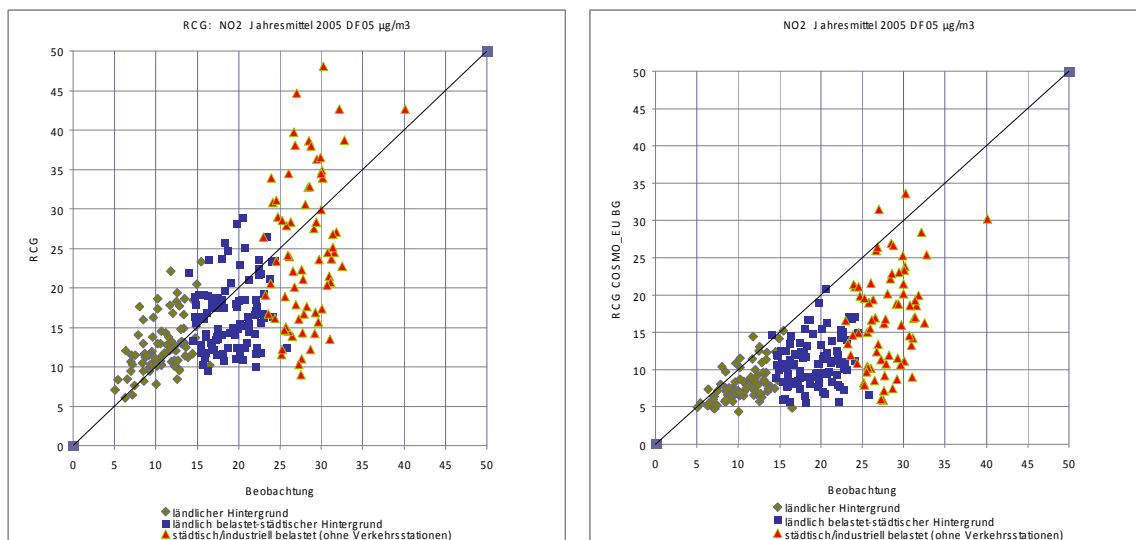 RCG: NO2 Jahresmittel 2005 DF05 µg/m3
50
45
40
35
30
25
20
15
10
5
0
RCG
0 5 10 15 20 25 30 35 40 45 50
Beobachtung
ländlicher Hintergrund
ländlich belastet-städtischer Hintergrund
städtisch/industriell belastet (ohne Verkehrsstationen)
NO2 Jahresmittel 2005 DF05 µg/m3
50
45
40
35
30
25
20
15
10
5
0
RCG COSMO_EU BG
0 5 10 15 20 25 30 35 40 45 50
Beobachtung
ländlicher Hintergrund
ländlich belastet-städtischer Hintergrund
städtisch/industriell belastet (ohne Verkehrsstationen)